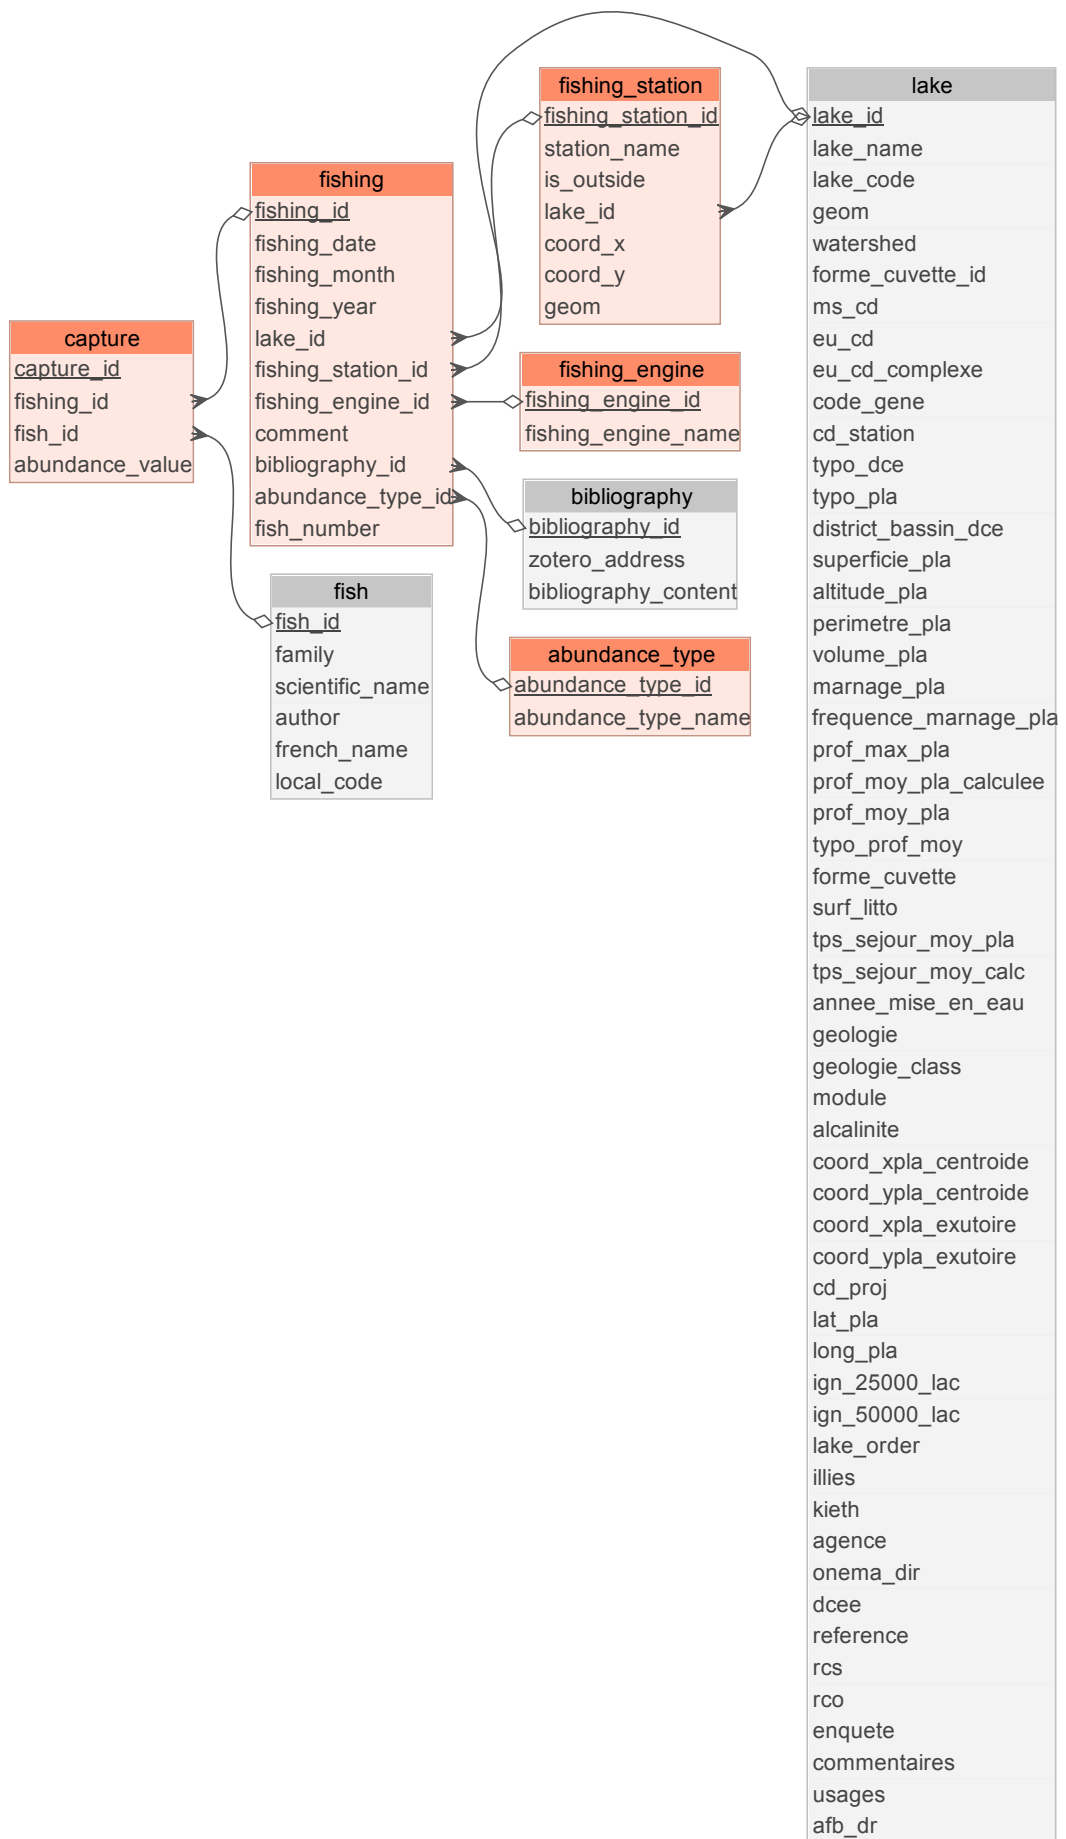 capture
capture_id
fishing_id
fish_id
abundance_value
fishing
fishing_id
fishing_date
fishing_month
fishing_year
lake_id
fishing_station_id
fishing_engine_id
comment
bibliography_id
abundance_type_id
fish_number
fish
fish_id
family
scientific_name
author
french_name
local_code
fishing_station
fishing_station_id
station_name
is_outside
lake_id
coord_x
coord_y
geom
fishing_engine
fishing_engine_id
fishing_engine_name
bibliography
bibliography_id
zotero_address
bibliography_content
abundance_type
abundance_type_id
abundance_type_name
lake
lake_id
lake_name
lake_code
geom
watershed
forme_cuvette_id
ms_cd
eu_cd
eu_cd_complexe
code_gene
cd_station
typo_dce
typo_pla
district_bassin_dce
superficie_pla
altitude_pla
perimetre_pla
volume_pla
marnage_pla
frequence_marnage_pla
prof_max_pla
prof_moy_pla_calculee
prof_moy_pla
typo_prof_moy
forme_cuvette
surf_litto
tps_sejour_moy_pla
tps_sejour_moy_calc
annee_mise_en_eau
geologie
geologie_class
module
alcalinite
coord_xpla_centroide
coord_ypla_centroide
coord_xpla_exutoire
coord_ypla_exutoire
cd_proj
lat_pla
long_pla
ign_25000_lac
ign_50000_lac
lake_order
illies
kieth
agence
onema_dir
dcee
reference
rcs
rco
enquete
commentaires
usages
afb_dr